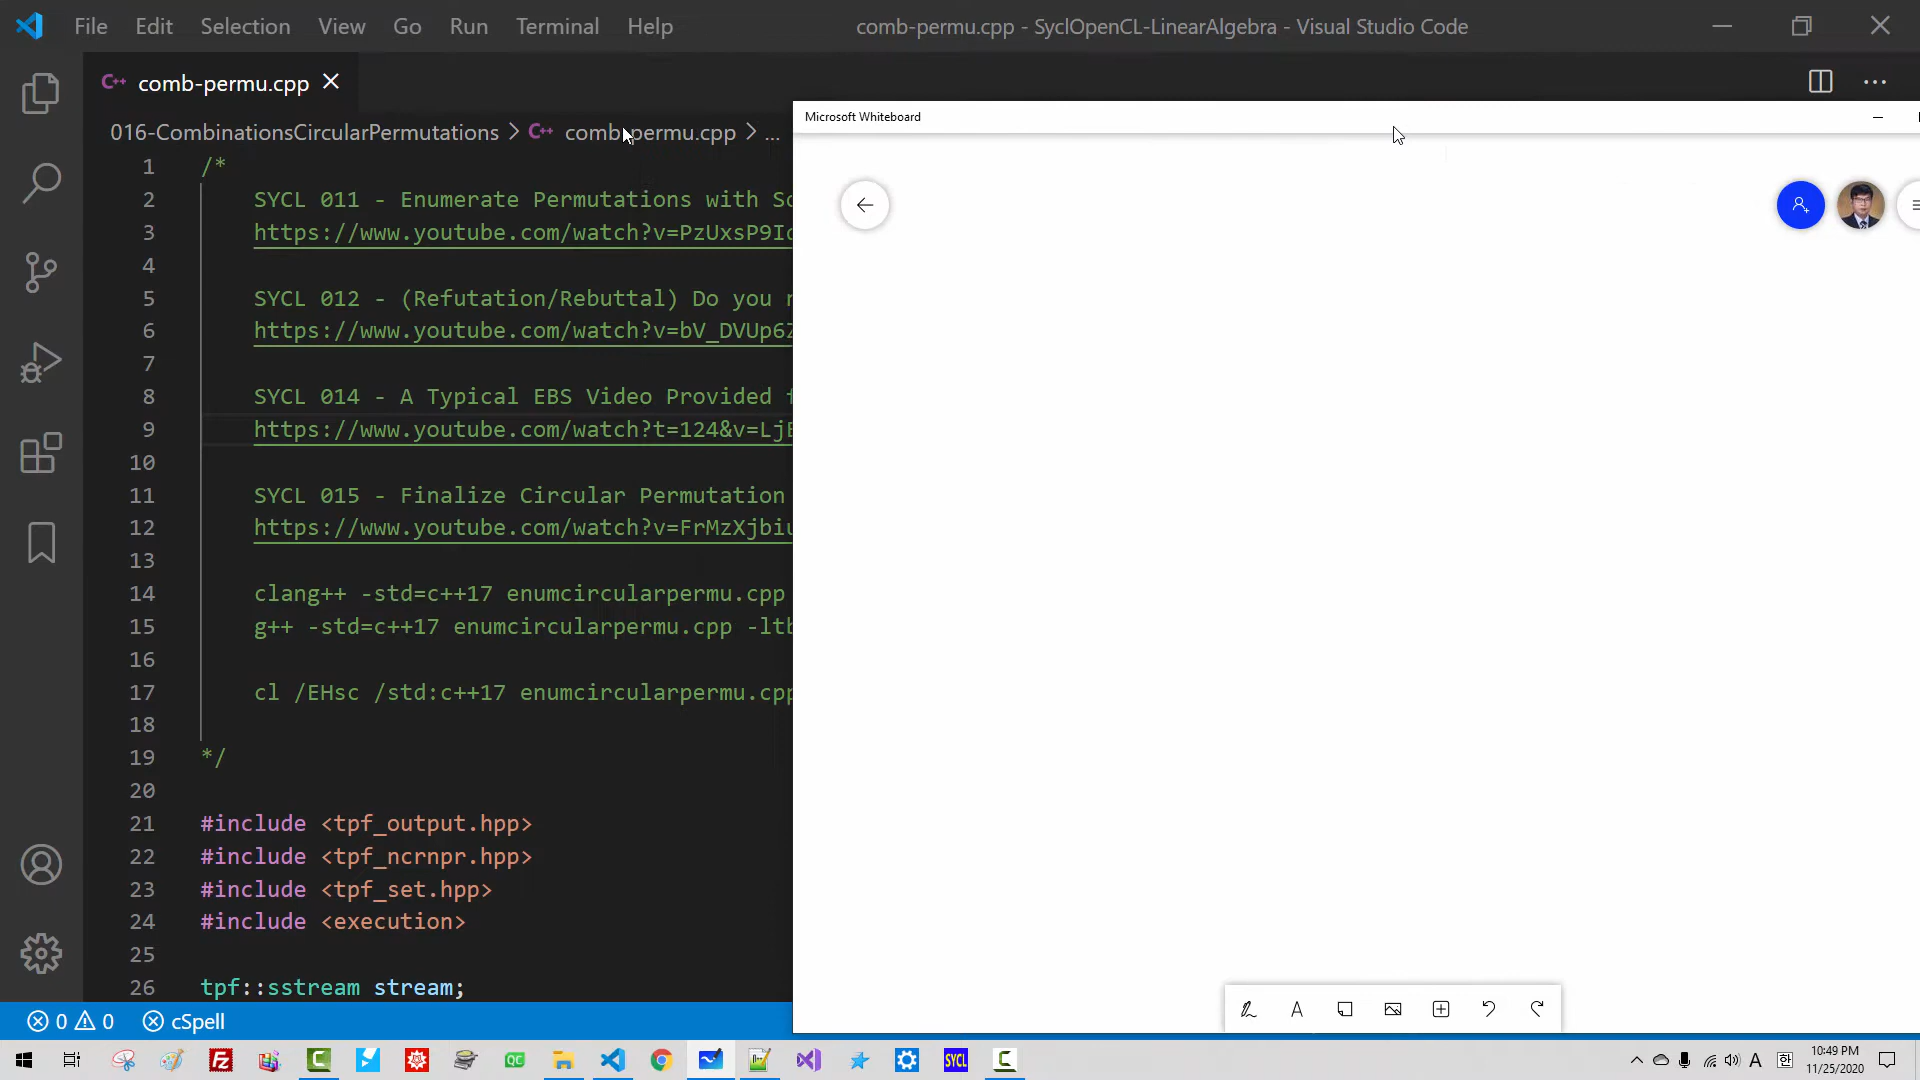 File Edit Selection View Go Run Terminal Help
comb-permu.cpp - SyclOpenCL-LinearAlgebra - Visual Studio Code
C++ comb-permu.cpp
016-CombinationsCircularPermutations > C++ comb-permu.cpp > ...
Microsoft Whiteboard
1 /*
2 SYCL 011 - Enumerate Permutations with
3 https://www.youtube.com/watch?v=PzUxsP9I
4
5 SYCL 012 - (Refutation/Rebuttal) Do you
6 https://www.youtube.com/watch?v=bV_DVUp6
7
8 SYCL 014 - A Typical EBS Video Provided
9 https://www.youtube.com/watch?t=124&v=Lj
10
11 SYCL 015 - Finalize Circular Permutation
12 https://www.youtube.com/watch?v=FrMzXjbi
13
14 clang++ -std=c++17 enumcircularpermu.cpp
15 g++ -std=c++17 enumcircularpermu.cpp -lt
16
17 cl /EHsc /std:c++17 enumcircularpermu.cpp
18
19 */
20
21 #include <tpf_output.hpp>
22 #include <tpf_ncrnpr.hpp>
23 #include <tpf_set.hpp>
24 #include <execution>
25
26 tpf::sstream stream;
0 0 cSpell
QC SYCL A 한 10:49 PM
11/25/2020